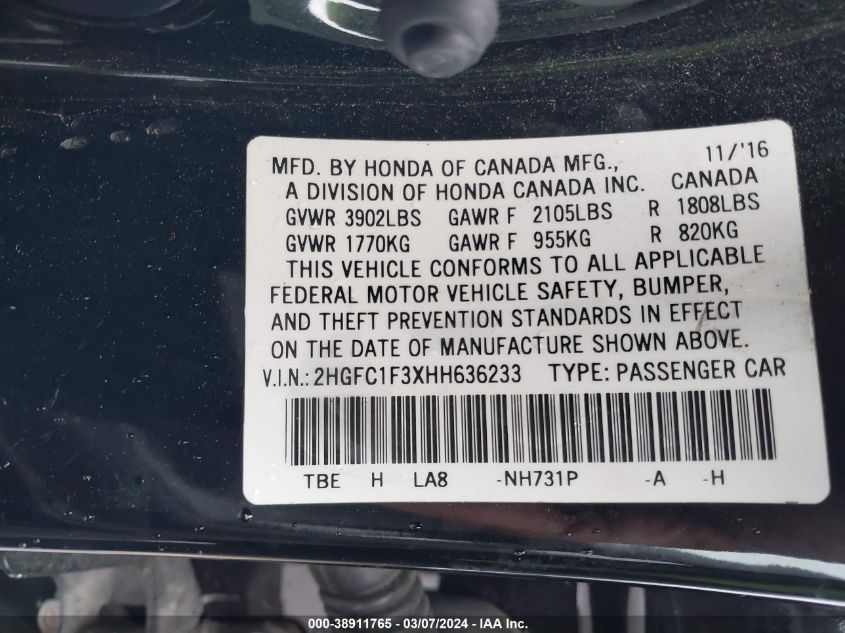 11/'16
MFD. BY HONDA OF CANADA MFG.,
A DIVISION OF HONDA CANADA INC. CANADA
GVWR 3902LBS GAWR F 2105LBS R 1808LBS
GVWR 1770KG GAWR F 955KG R 820KG
THIS VEHICLE CONFORMS TO ALL APPLICABLE
FEDERAL MOTOR VEHICLE SAFETY, BUMPER,
AND THEFT PREVENTION STANDARDS IN EFFECT
ON THE DATE OF MANUFACTURE SHOWN ABOVE.
V.I.N.: 2HGFC1F3XHH636233 TYPE: PASSENGER CAR
TBE H LA8 -NH731P -A -H
000-38911765 - 03/07/2024 - IAA Inc.